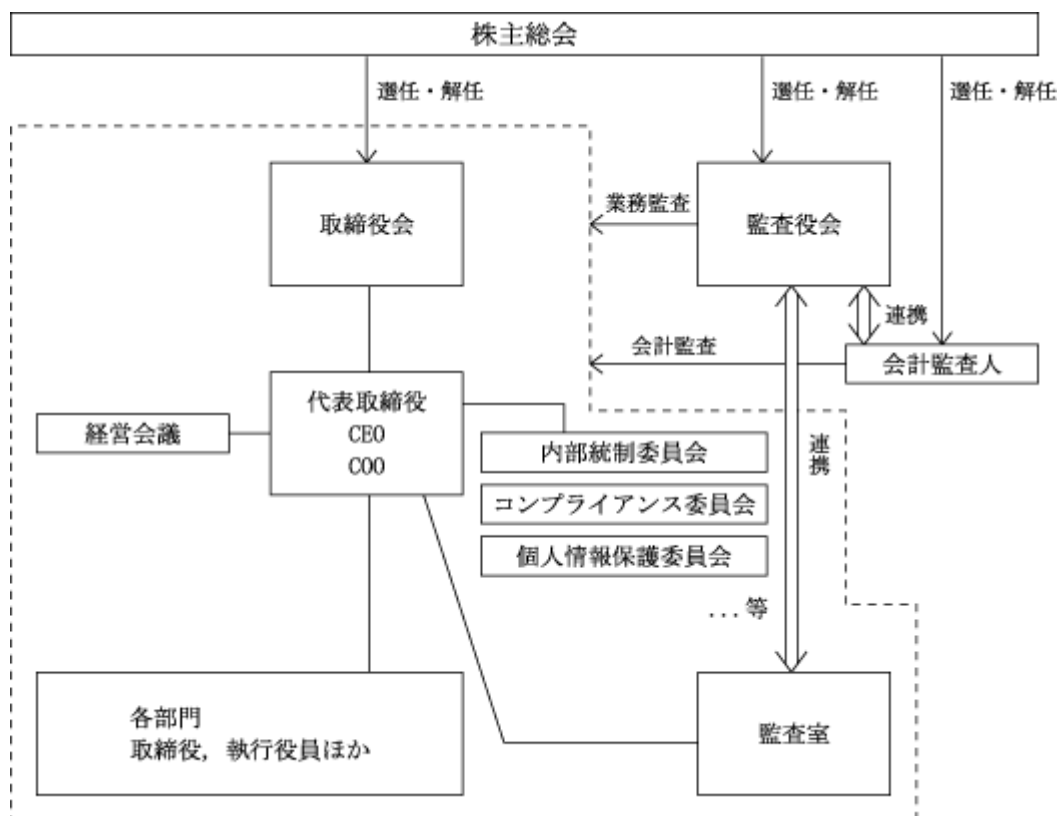 株主総会
選任・解任
選任・解任
選任・解任
取締役会
業務監査
監査役会
連携
会計監査
会計監査人
代表取締役
CEO
COO
経営会議
内部統制委員会
コンプライアンス委員会
個人情報保護委員会
...等
連携
各部門
取締役，執行役員ほか
監査室